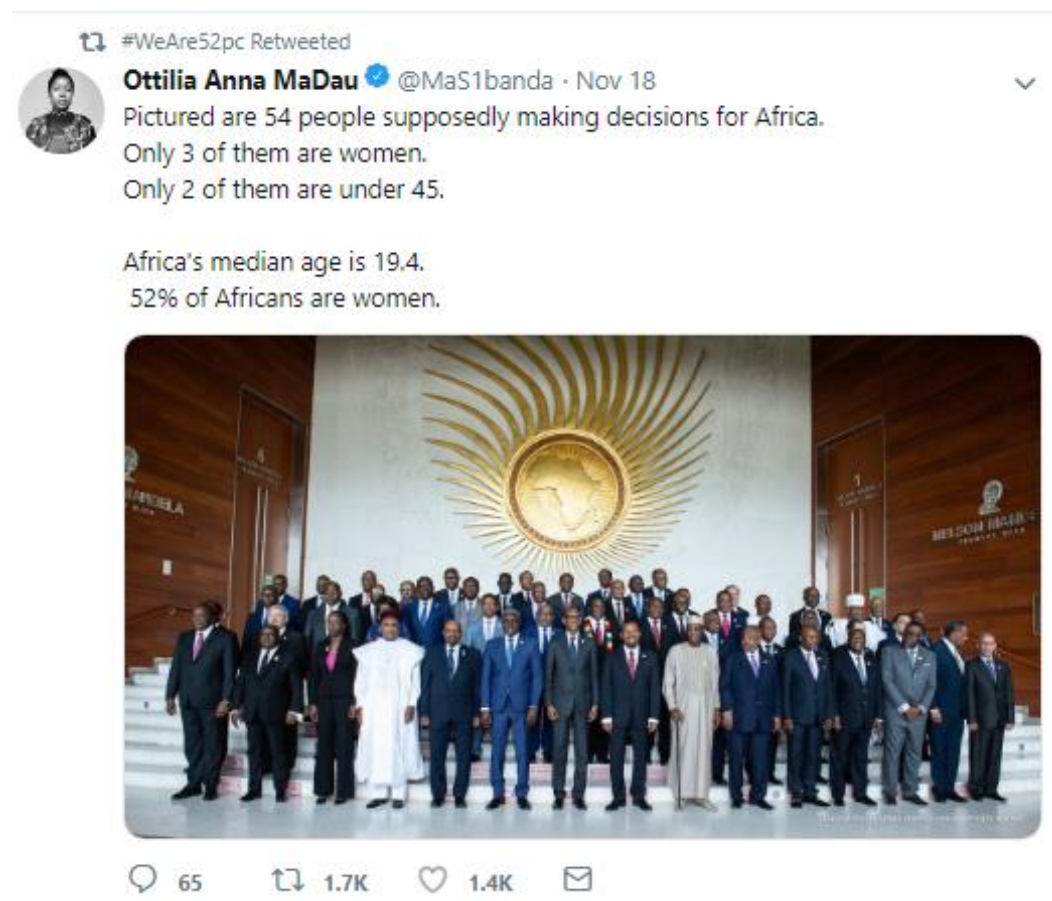 #WeAre52pc Retweeted
Ottilia Anna MaDau @MaS1banda · Nov 18
Pictured are 54 people supposedly making decisions for Africa.
Only 3 of them are women.
Only 2 of them are under 45.
Africa's median age is 19.4.
52% of Africans are women.
NELSON MANDE
65 1.7K 1.4K